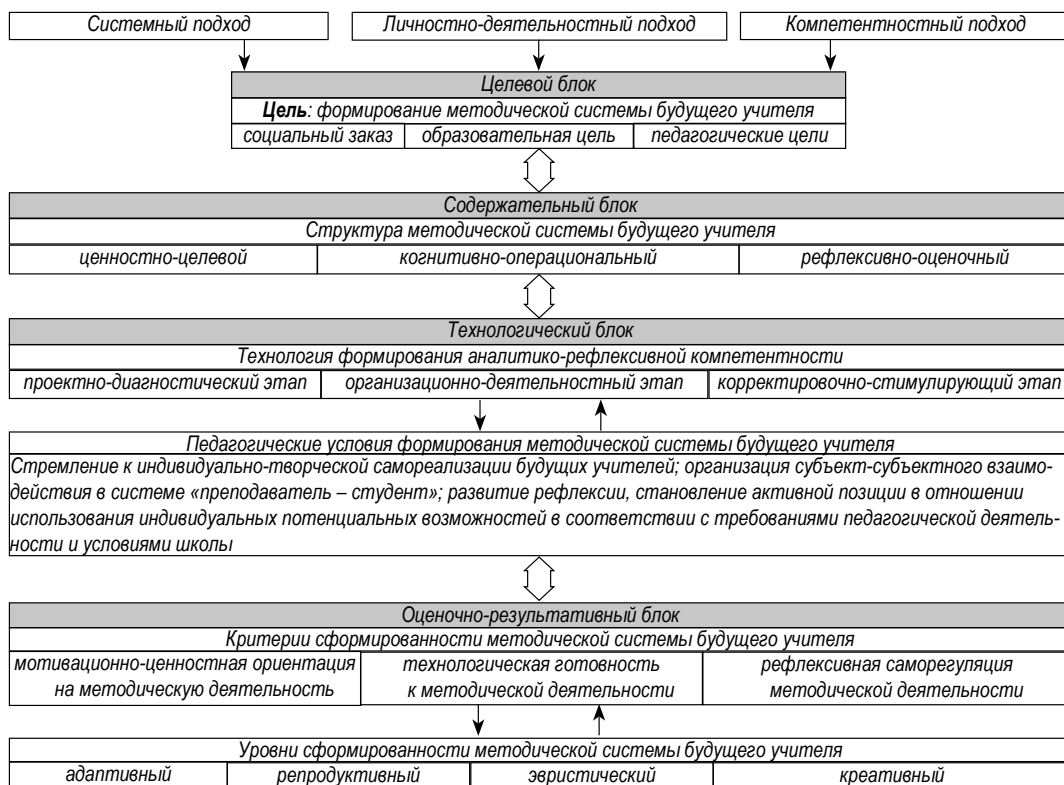 Системный подход
Личностно-деятельностный подход
Компетентностный подход
Целевой блок
Цель: формирование методической системы будущего учителя
социальный заказ
образовательная цель
педагогические цели
Содержательный блок
Структура методической системы будущего учителя
ценностно-целевой
когнитивно-операциональный
рефлексивно-оценочный
Технологический блок
Технология формирования аналитико-рефлексивной компетентности
проектно-диагностический этап
организационно-деятельностный этап
корректировочно-стимулирующий этап
Педагогические условия формирования методической системы будущего учителя
Стремление к индивидуально-творческой самореализации будущих учителей; организация субъект-субъектного взаимо-
действия в системе «преподаватель – студент»; развитие рефлексии, становление активной позиции в отношении
использования индивидуальных потенциальных возможностей в соответствии с требованиями педагогической деятель-
ности и условиями школы
Оценочно-результативный блок
Критерии сформированности методической системы будущего учителя
мотивационно-ценностная ориентация
на методическую деятельность
технологическая готовность
к методической деятельности
рефлексивная саморегуляция
методической деятельности
Уровни сформированности методической системы будущего учителя
адаптивный
репродуктивный
эвристический
креативный